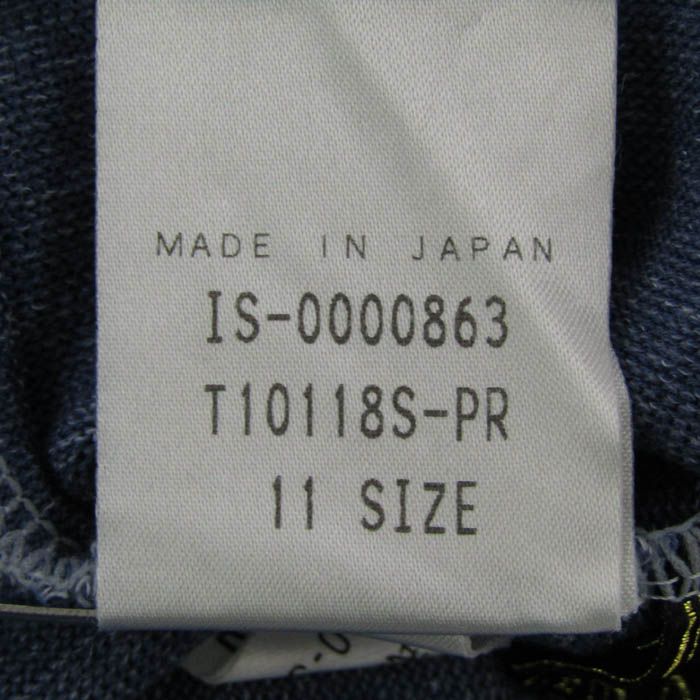 MADE IN JAPAN
IS-0000863
T10118S-PR
11 SIZE